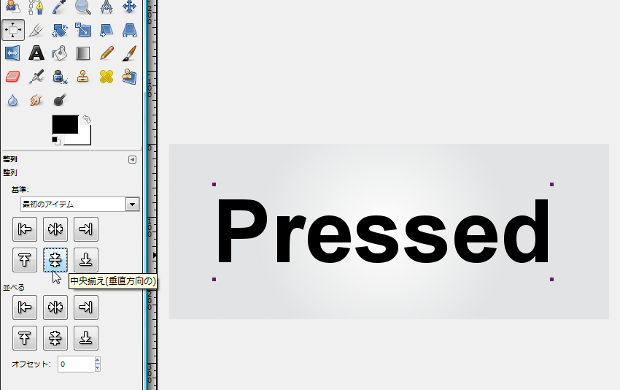 整列
整列
基準:
最初のアイテム
中央揃え(垂直方向の)
並べる
オフセット: 0
Pressed